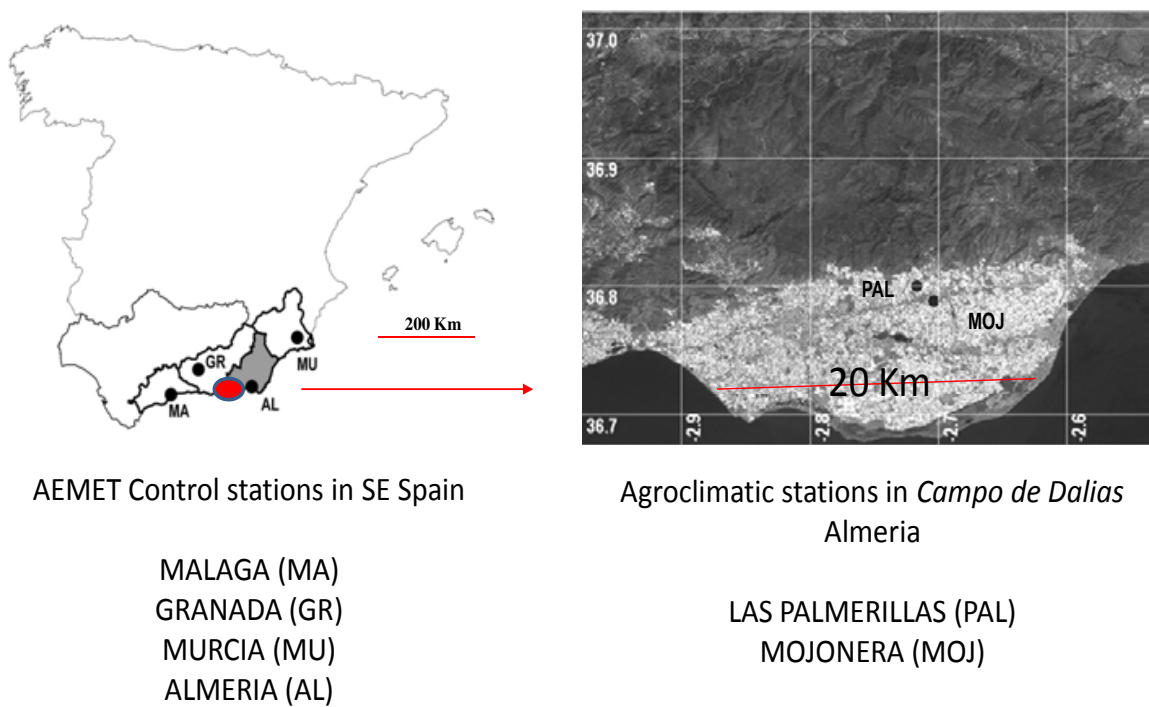 200 Km
GR
MU
MA
AL
37.0
36.9
36.8
PAL
MOJ
20 Km
36.7
-2.9
-2.8
-2.7
-2.6
AEMET Control stations in SE Spain
MALAGA (MA)
GRANADA (GR)
MURCIA (MU)
ALMERIA (AL)
Agroclimatic stations in Campo de Dalias
Almeria
LAS PALMERILLAS (PAL)
MOJONERA (MOJ)